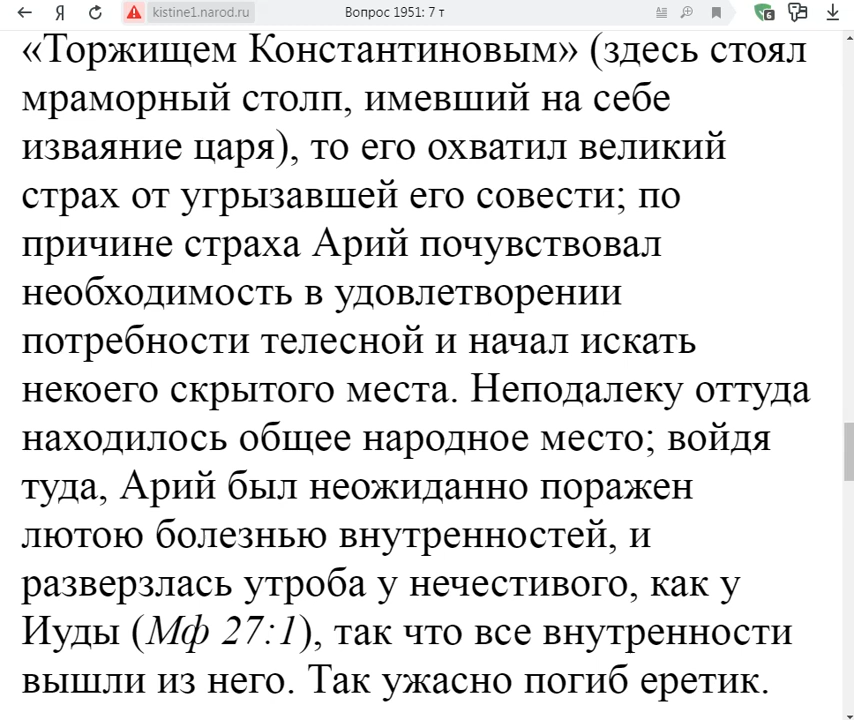 Я kistine1.narod.ru Вопрос 1951: 7 т 6
«Торжищем Константиновым» (здесь стоял
мраморный столп, имевший на себе
изваяние царя), то его охватил великий
страх от угрызавшей его совести; по
причине страха Арий почувствовал
необходимость в удовлетворении
потребности телесной и начал искать
некоего скрытого места. Неподалеку оттуда
находилось общее народное место; войдя
туда, Арий был неожиданно поражен
лютою болезнью внутренностей, и
разверзлась утроба у нечестивого, как у
Иуды (Мф 27:1), так что все внутренности
вышли из него. Так ужасно погиб еретик.